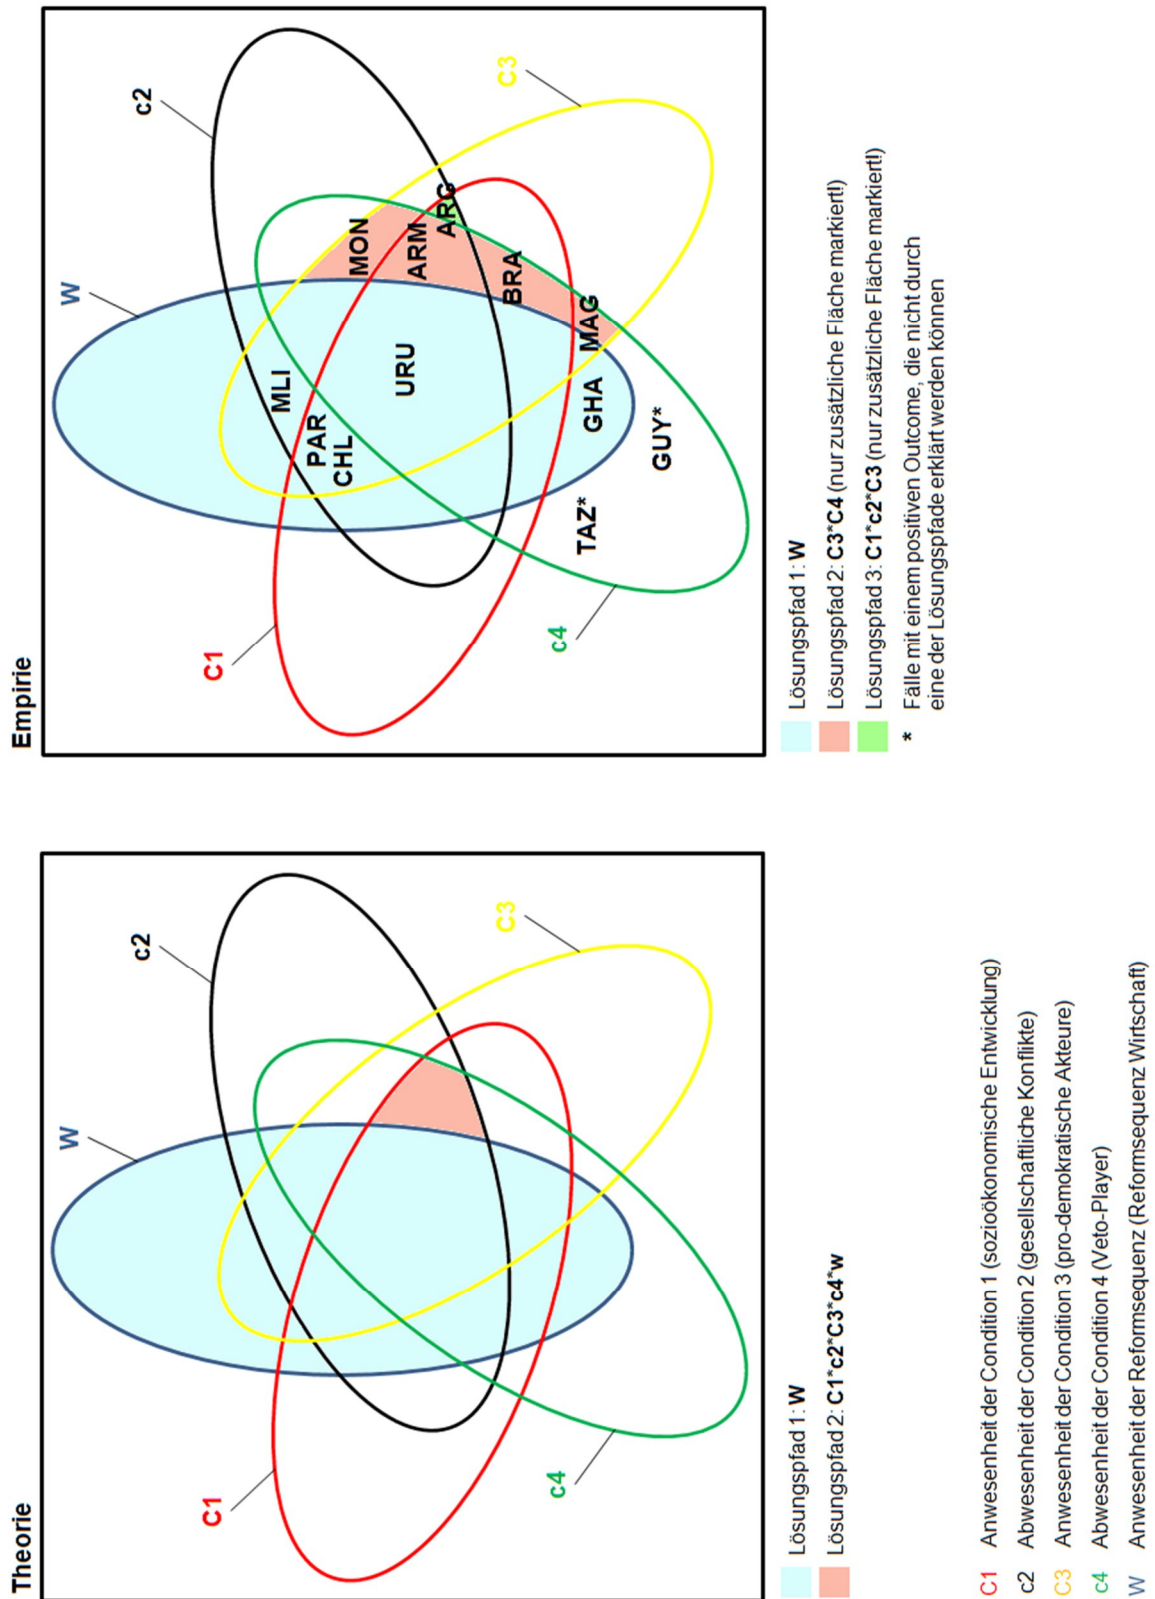 Theorie
W
c2
C3
C1
c4
Lösungspfad 1: W
Lösungspfad 2: C1*c2*C3*c4*w
C1 Anwesenheit der Condition 1 (sozioökonomische Entwicklung)
c2 Abwesenheit der Condition 2 (gesellschaftliche Konflikte)
C3 Anwesenheit der Condition 3 (pro-demokratische Akteure)
c4 Abwesenheit der Condition 4 (Veto-Player)
W Anwesenheit der Reformsequenz (Reformsequenz Wirtschaft)
Empirie
W
c2
C3
C1
c4
MLI
MON
PAR
CHL
URU
ARM
ARG
BRA
MAG
GHA
TAZ*
GUY*
Lösungspfad 1: W
Lösungspfad 2: C3*C4 (nur zusätzliche Fläche markiert!)
Lösungspfad 3: C1*c2*C3 (nur zusätzliche Fläche markiert!)
* Fälle mit einem positiven Outcome, die nicht durch
eine der Lösungspfade erklärt werden können